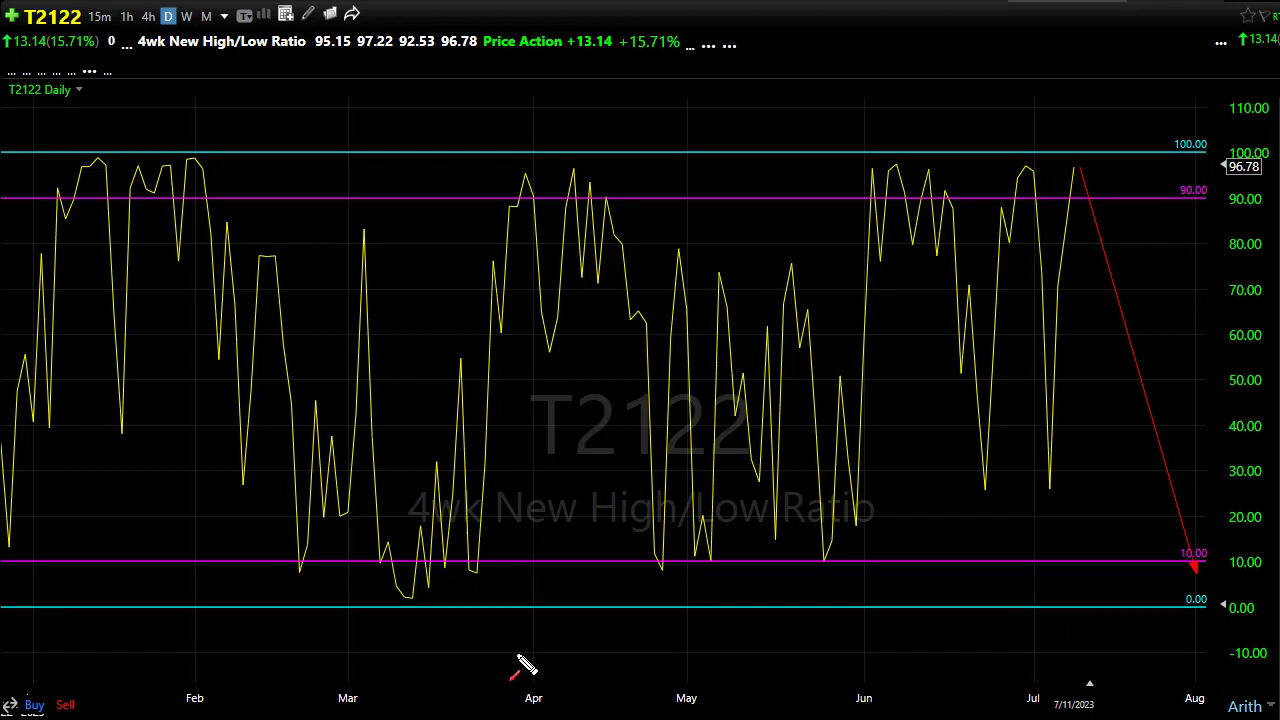 T2122 15m 1h 4h D W M
13.14(15.71%) 0 ... 4wk New High/Low Ratio 95.15 97.22 92.53 96.78 Price Action +13.14 +15.71% ... ... ... ... 13.14(
... ... ... ... ... ... ...
T2122 Daily
110.00
100.00
100.00
96.78
90.00
90.00
80.00
70.00
60.00
50.00
T2122
40.00
30.00
4wk New High/Low Ratio
20.00
10.00
10.00
0.00
0.00
-10.00
Feb Mar Apr May Jun Jul Aug
Buy Sell 7/11/2023 Arith